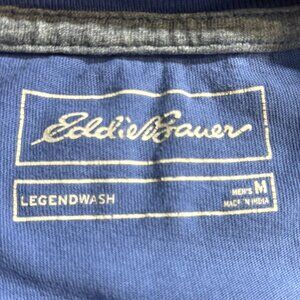 Eddie Bauer
LEGENDWASH
MEN'S M
MADE IN INDIA